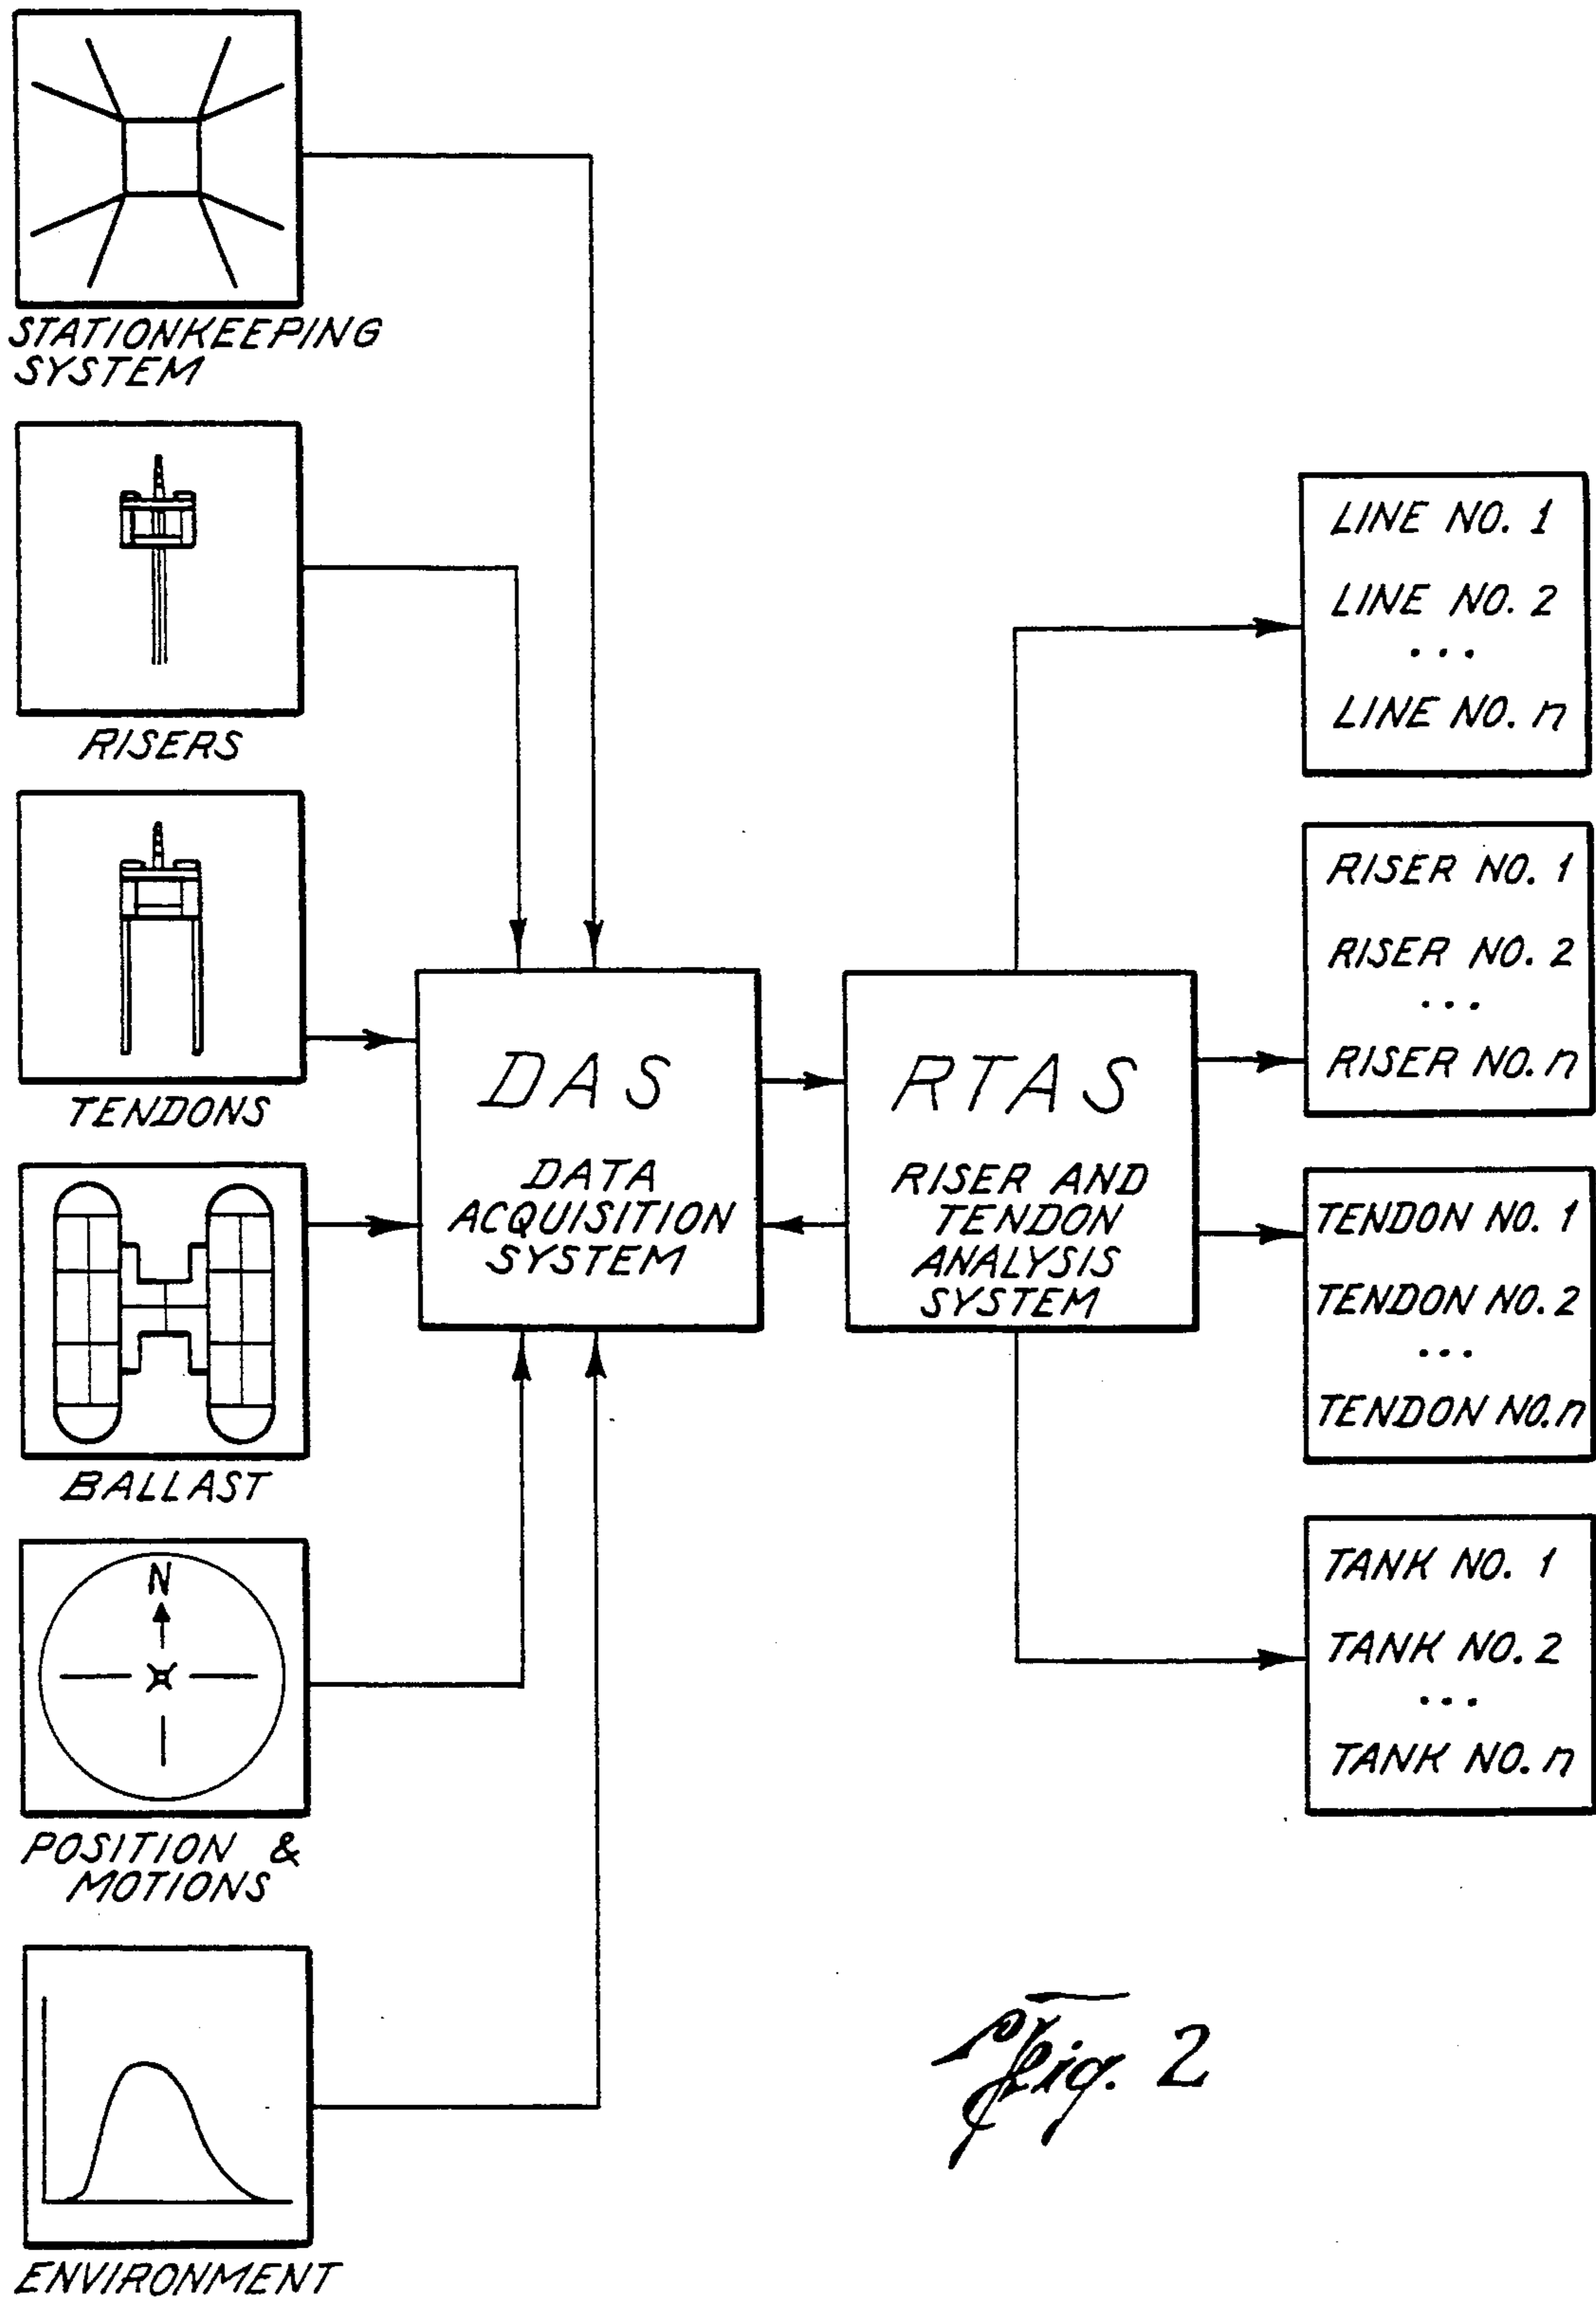 STATIONKEEPING
SYSTEM
RISERS
TENDONS
BALLAST
N
POSITION &
MOTIONS
ENVIRONMENT
DAS
DATA
ACQUISITION
SYSTEM
RTAS
RISER AND
TENDON
ANALYSIS
SYSTEM
LINE NO. 1
LINE NO. 2
...
LINE NO. n
RISER NO. 1
RISER NO. 2
...
RISER NO. n
TENDON NO. 1
TENDON NO. 2
...
TENDON NO. n
TANK NO. 1
TANK NO. 2
...
TANK NO. n
Fig. 2